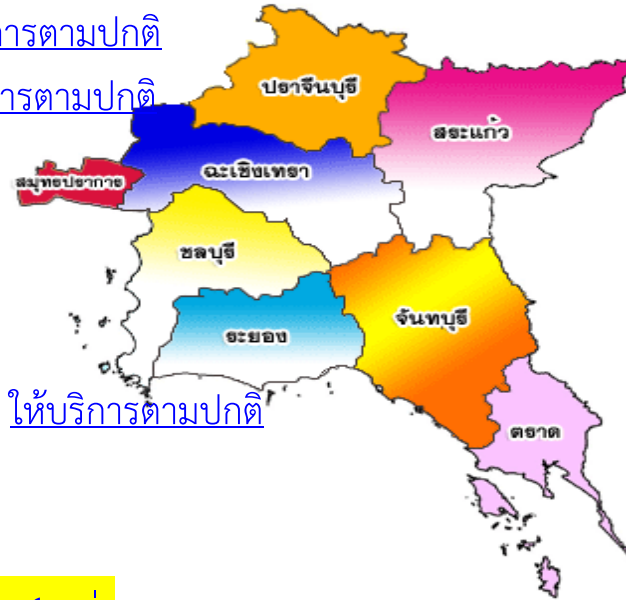 การตามปกติ
ปราจีนบุรี
การตามปกติ
สระแก้ว
ฉะเชิงเทรา
สมุทรปราการ
ชลบุรี
จันทบุรี
ระยอง
ให้บริการตามปกติ
ตราด